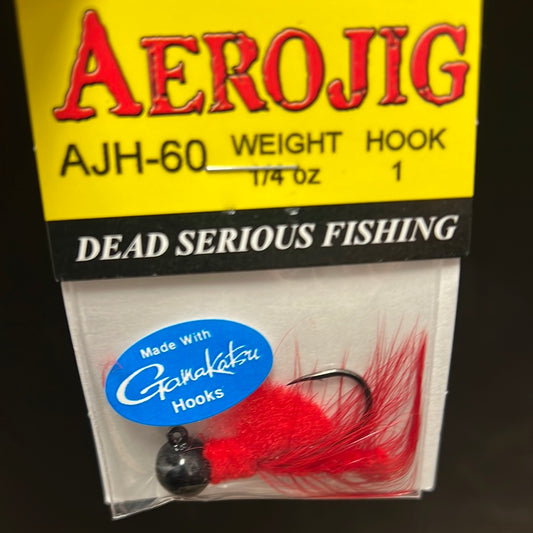 AEROJIG
AJH-60 WEIGHT HOOK
1/4 oz 1
DEAD SERIOUS FISHING
Made With
Gamakatsu
Hooks